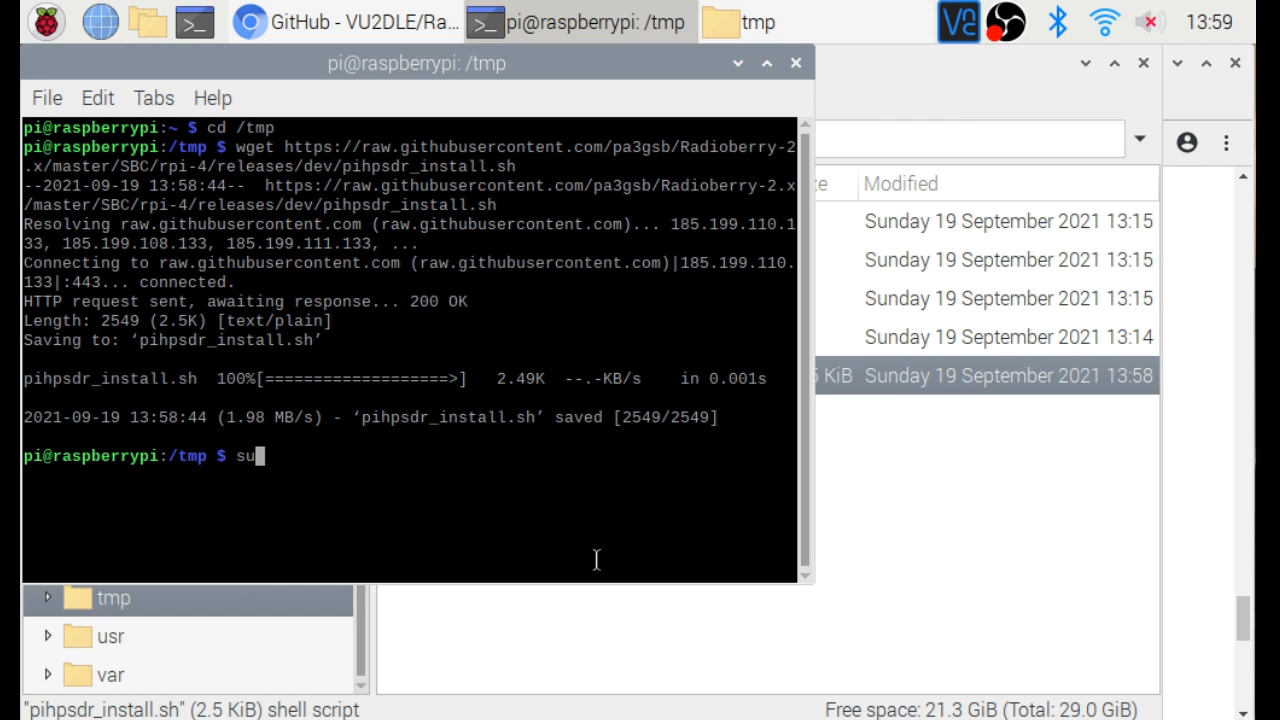 GitHub - VU2DLE/Ra...
pi@raspberrypi: /tmp
tmp
13:59
pi@raspberrypi: /tmp
File Edit Tabs Help
pi@raspberrypi:~ $ cd /tmp
pi@raspberrypi:/tmp $ wget https://raw.githubusercontent.com/pa3gsb/Radioberry-2
.x/master/SBC/rpi-4/releases/dev/pihpsdr_install.sh
--2021-09-19 13:58:44--  https://raw.githubusercontent.com/pa3gsb/Radioberry-2.x
/master/SBC/rpi-4/releases/dev/pihpsdr_install.sh
Resolving raw.githubusercontent.com (raw.githubusercontent.com)... 185.199.110.1
33, 185.199.108.133, 185.199.111.133, ...
Connecting to raw.githubusercontent.com (raw.githubusercontent.com)|185.199.110.
133|:443... connected.
HTTP request sent, awaiting response... 200 OK
Length: 2549 (2.5K) [text/plain]
Saving to: ‘pihpsdr_install.sh’
pihpsdr_install.sh  100%[===================>]   2.49K  --.-KB/s    in 0.001s
2021-09-19 13:58:44 (1.98 MB/s) - ‘pihpsdr_install.sh’ saved [2549/2549]
pi@raspberrypi:/tmp $ su
Modified
Sunday 19 September 2021 13:15
Sunday 19 September 2021 13:15
Sunday 19 September 2021 13:15
Sunday 19 September 2021 13:14
KiB Sunday 19 September 2021 13:58
tmp
usr
var
"pihpsdr_install.sh" (2.5 KiB) shell script
Free space: 21.3 GiB (Total: 29.0 GiB)